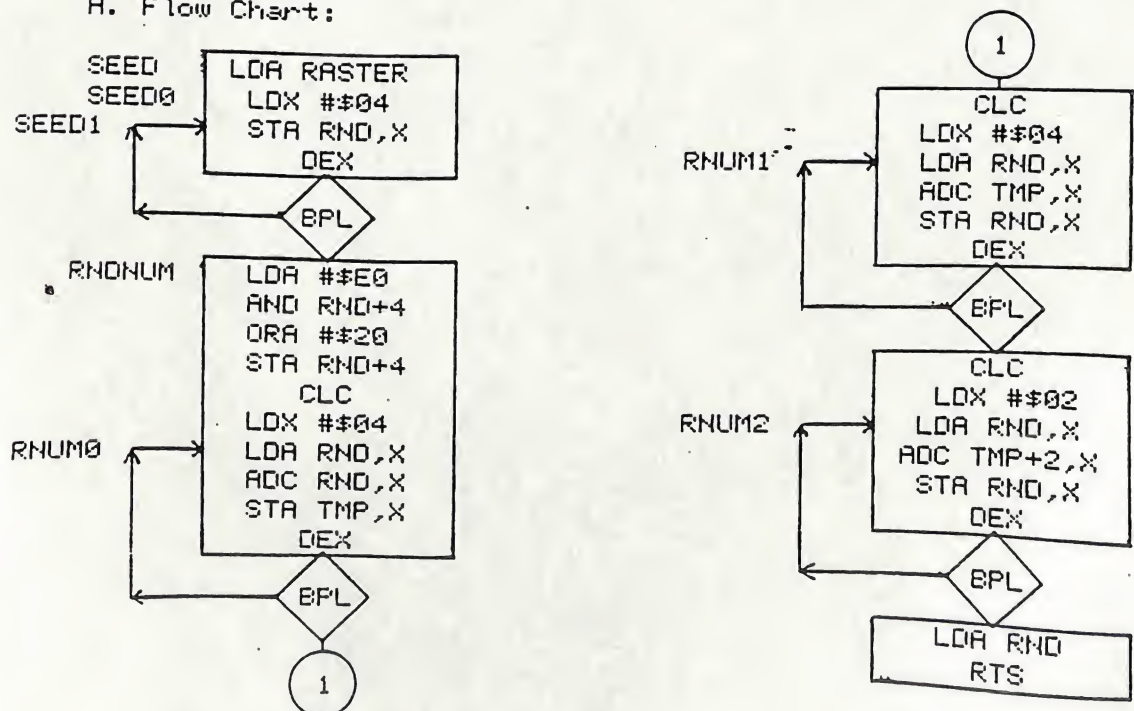 A. Flow Chart:
SEED
SEED0
SEED1
LDA RASTER
LDX #$04
STA RND,X
DEX
BPL
RNDNUM
LDA #$E0
AND RND+4
ORA #$20
STA RND+4
CLC
LDX #$04
RNUM0
LDA RND,X
ADC RND,X
STA TMP,X
DEX
BPL
1
1
CLC
LDX #$04
RNUM1
LDA RND,X
ADC TMP,X
STA RND,X
DEX
BPL
CLC
LDX #$02
RNUM2
LDA RND,X
ADC TMP+2,X
STA RND,X
DEX
BPL
LDA RND
RTS